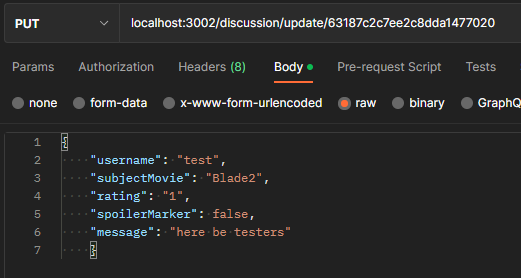 PUT localhost:3002/discussion/update/63187c2c7ee2c8dda1477020
Params Authorization Headers (8) Body Pre-request Script Tests
none form-data x-www-form-urlencoded raw binary GraphQ
1 {
2 "username": "test",
3 "subjectMovie": "Blade2",
4 "rating": "1",
5 "spoilerMarker": false,
6 "message": "here be testers"
7 }